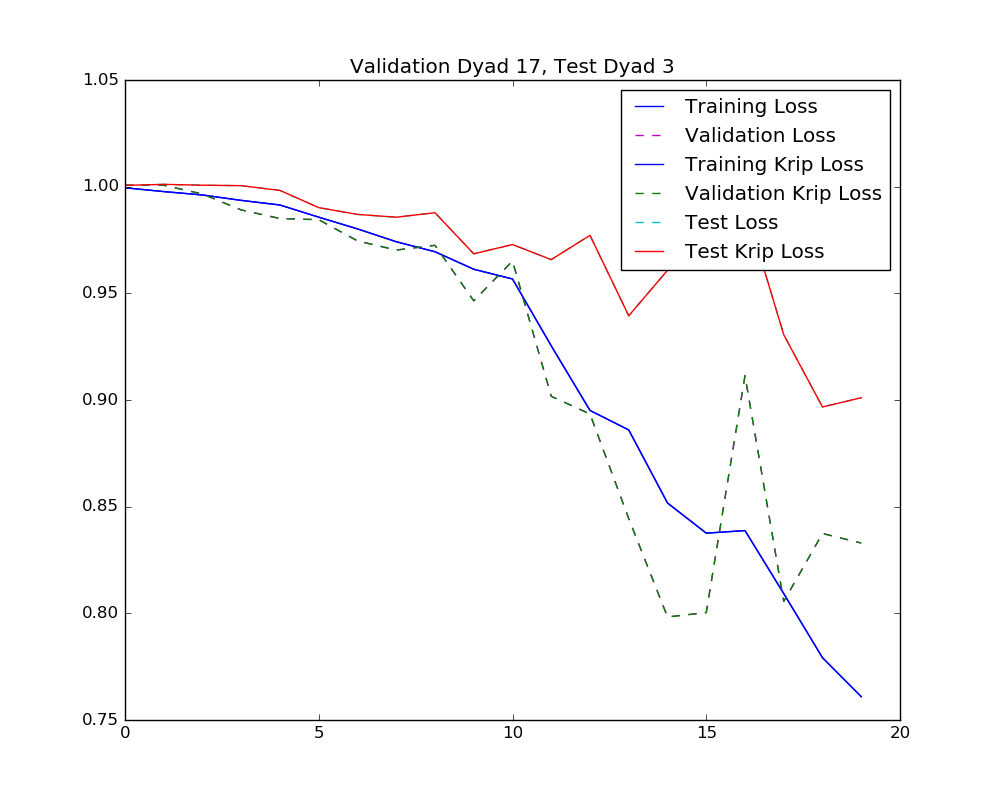 Validation Dyad 17, Test Dyad 3
1.05
1.00
0.95
0.90
0.85
0.80
0.75
0
5
10
15
20
Training Loss
Validation Loss
Training Krip Loss
Validation Krip Loss
Test Loss
Test Krip Loss